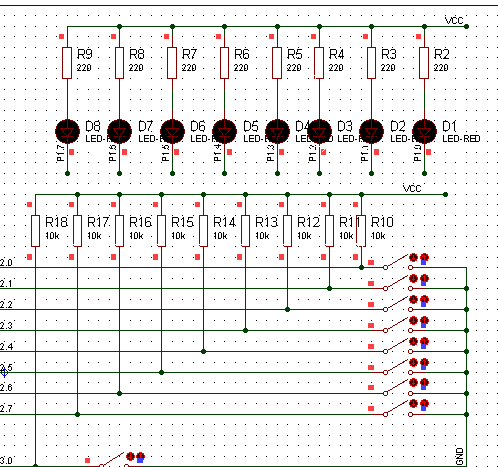 VCC
R9 R8 R7 R6 R5 R4 R3 R2
220 220 220 220 220 220 220 220
D8 D7 D6 D5 D4 D3 D2 D1
LED-RED
P1.7 P1.6 P1.5 P1.4 P1.3 P1.2 P1.1 P1.0
VCC
R18 R17 R16 R15 R14 R13 R12 R11 R10
10k 10k 10k 10k 10k 10k 10k 10k 10k
2.0
2.1
2.2
2.3
2.4
2.5
2.6
2.7
GND
3.0